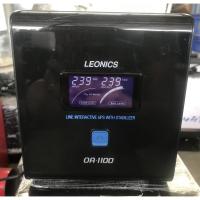 LEONICS
239 239
LINE INTERACTIVE UPS WITH STABILIZER
OA-1100